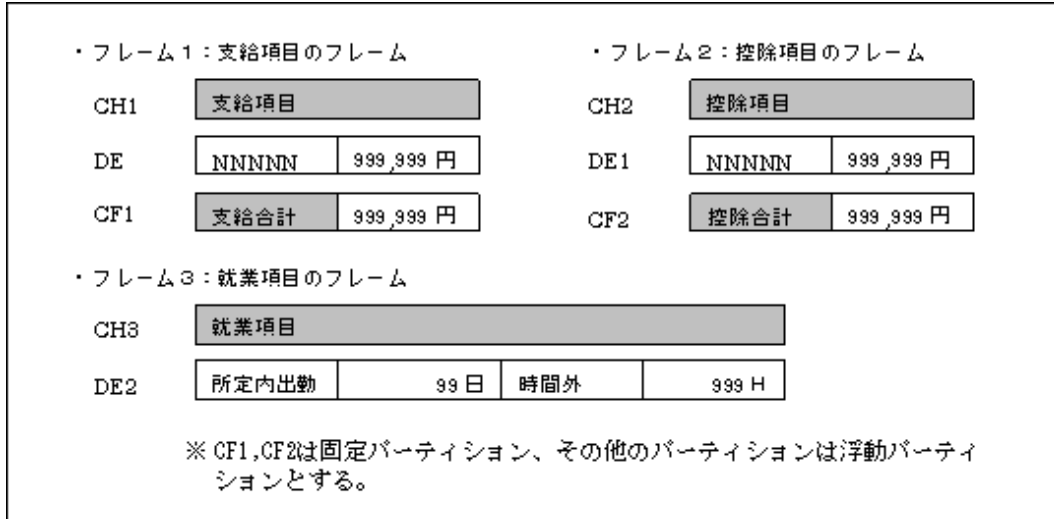 ・フレーム１：支給項目のフレーム
CH1 支給項目
DE NNNNN 999,999 円
CF1 支給合計 999,999 円
・フレーム２：控除項目のフレーム
CH2 控除項目
DE1 NNNNN 999,999 円
CF2 控除合計 999,999 円
・フレーム３：就業項目のフレーム
CH3 就業項目
DE2 所定内出勤 99 日 時間外 999 H
※ CF1,CF2は固定パーティション、その他のパーティションは浮動パーティ
ションとする。